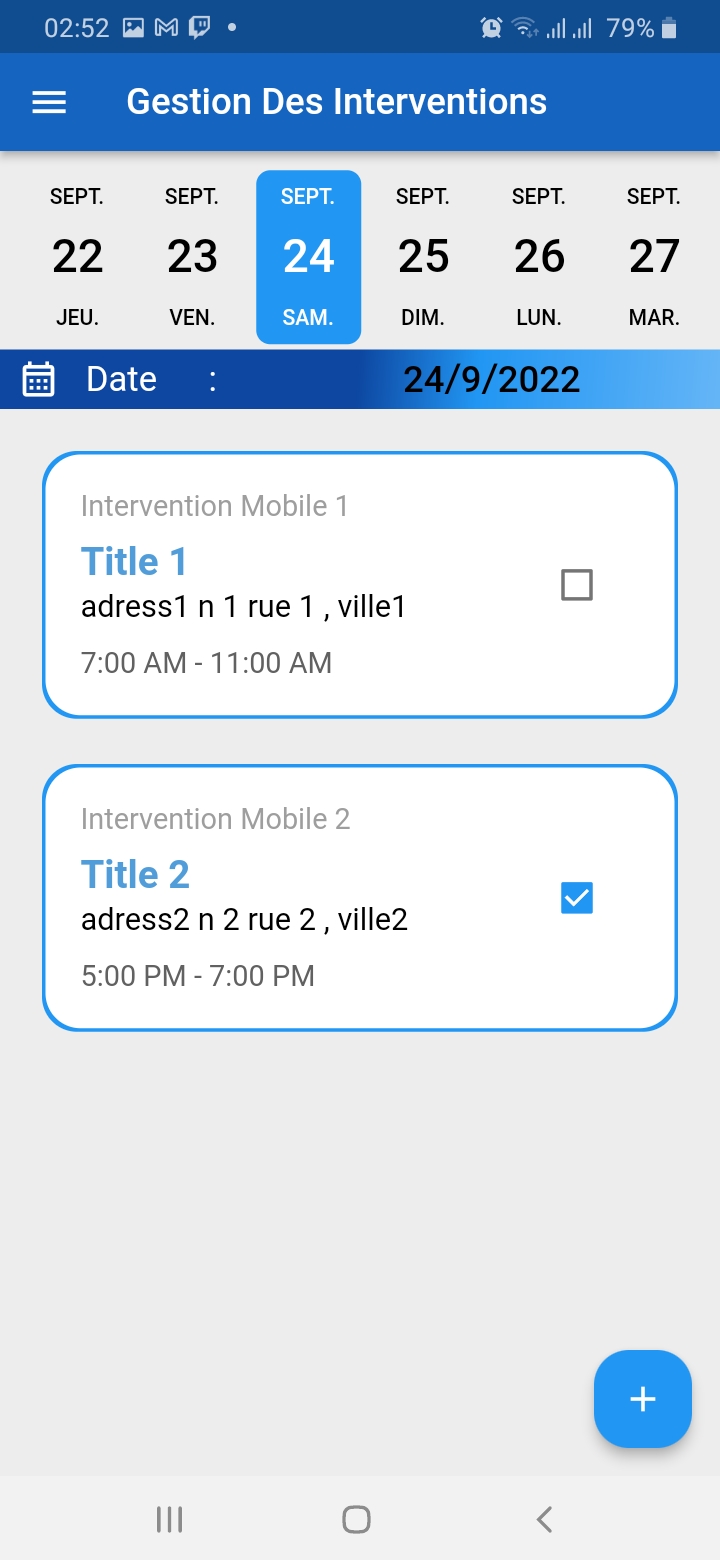 02:52 79%
Gestion Des Interventions
SEPT. SEPT. SEPT. SEPT. SEPT. SEPT.
22 23 24 25 26 27
JEU. VEN. SAM. DIM. LUN. MAR.
Date : 24/9/2022
Intervention Mobile 1
Title 1
adress1 n 1 rue 1 , ville1
7:00 AM - 11:00 AM
Intervention Mobile 2
Title 2
adress2 n 2 rue 2 , ville2
5:00 PM - 7:00 PM